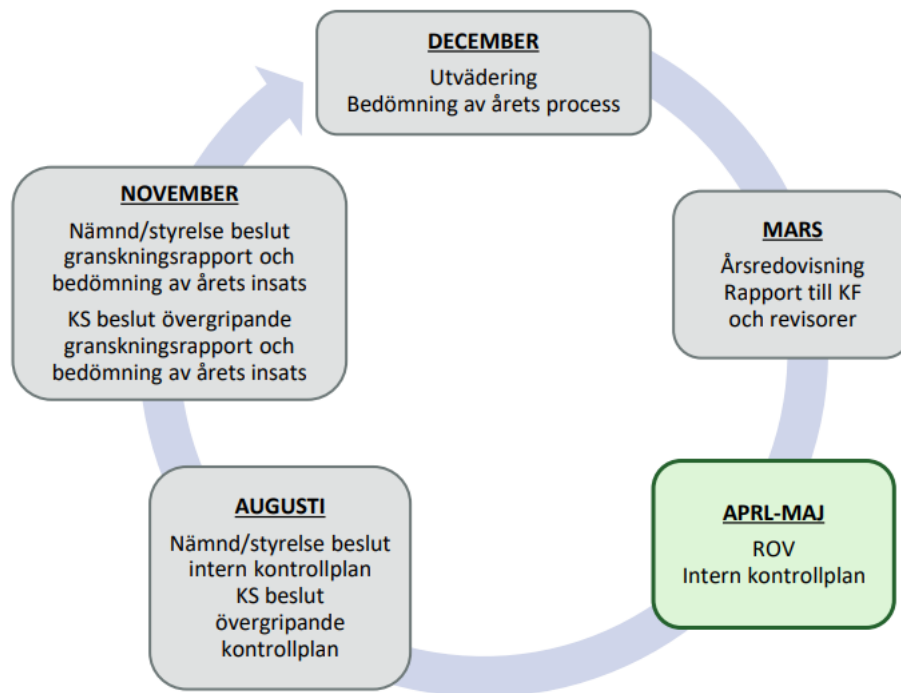 DECEMBER
Utvädering
Bedömning av årets process
MARS
Årsredovisning
Rapport till KF
och revisorer
APRL-MAJ
ROV
Intern kontrollplan
AUGUSTI
Nämnd/styrelse beslut
intern kontrollplan
KS beslut
övergripande
kontrollplan
NOVEMBER
Nämnd/styrelse beslut
granskningsrapport och
bedömning av årets insats
KS beslut övergripande
granskningsrapport och
bedömning av årets insats